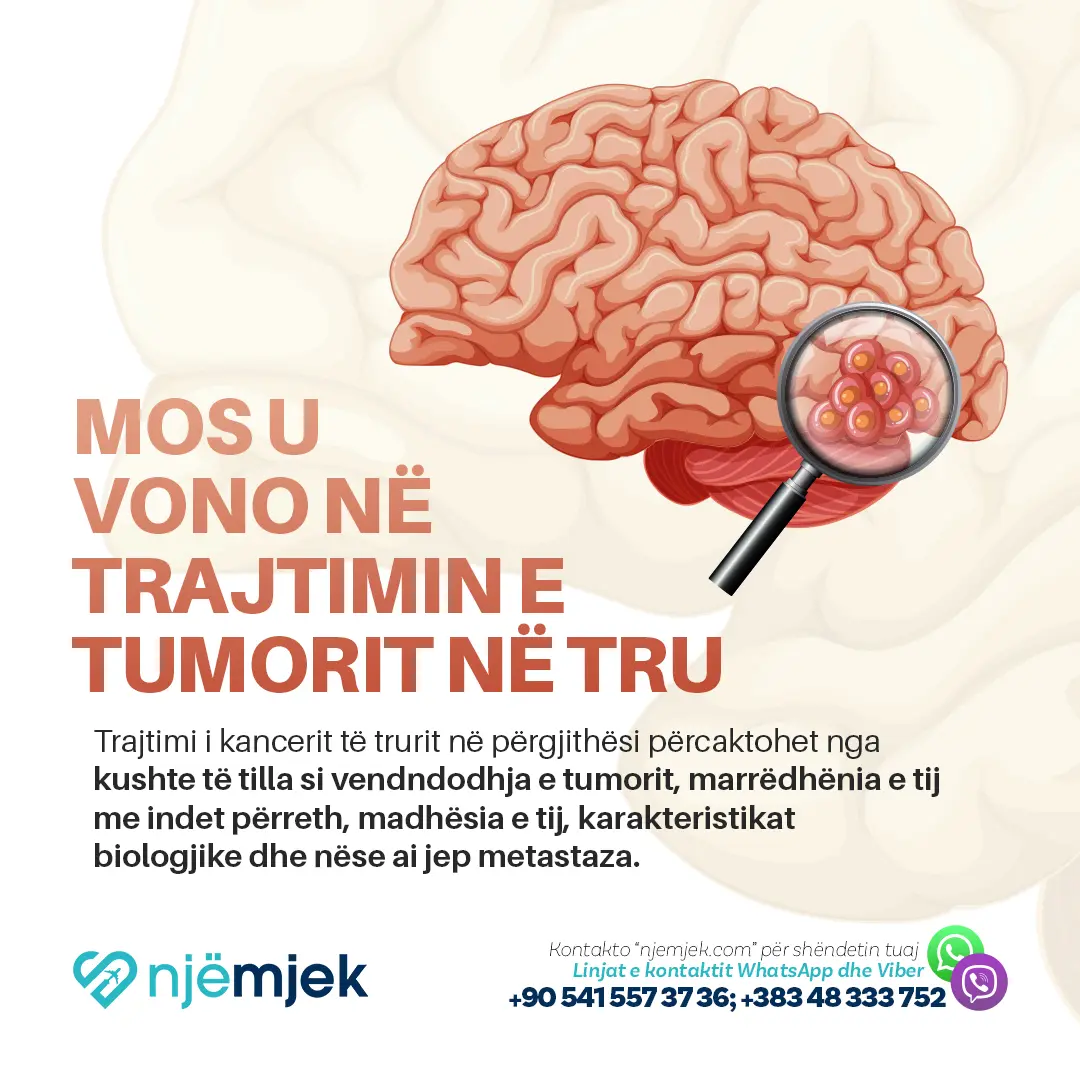 MOS U
VONO NË
TRAJTIMIN E
TUMORIT NË TRU
Trajtimi i kancerit të trurit në përgjithësi përcaktohet nga
kushte të tilla si vendndodhja e tumorit, marrëdhënia e tij
me indet përreth, madhësia e tij, karakteristikat
biologjike dhe nëse ai jep metastaza.
njëmjek
Kontakto “njemjek.com” për shëndetin tuaj
Linjat e kontaktit WhatsApp dhe Viber
+90 541 557 37 36; +383 48 333 752